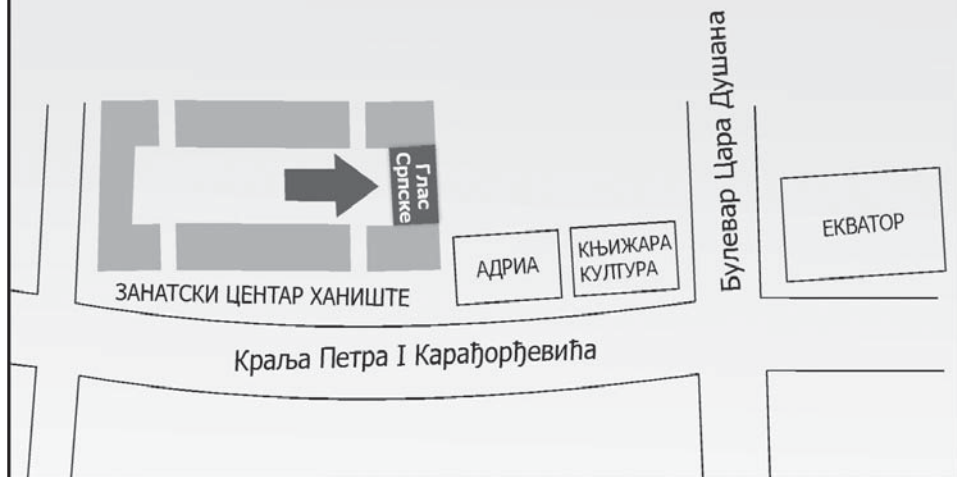 Булевар Цара Душана
Глас
Српске
ЕКВАТОР
АДРИА
КЊИЖАРА
КУЛТУРА
ЗАНАТСКИ ЦЕНТАР ХАНИШТЕ
Краља Петра I Карађорђевића